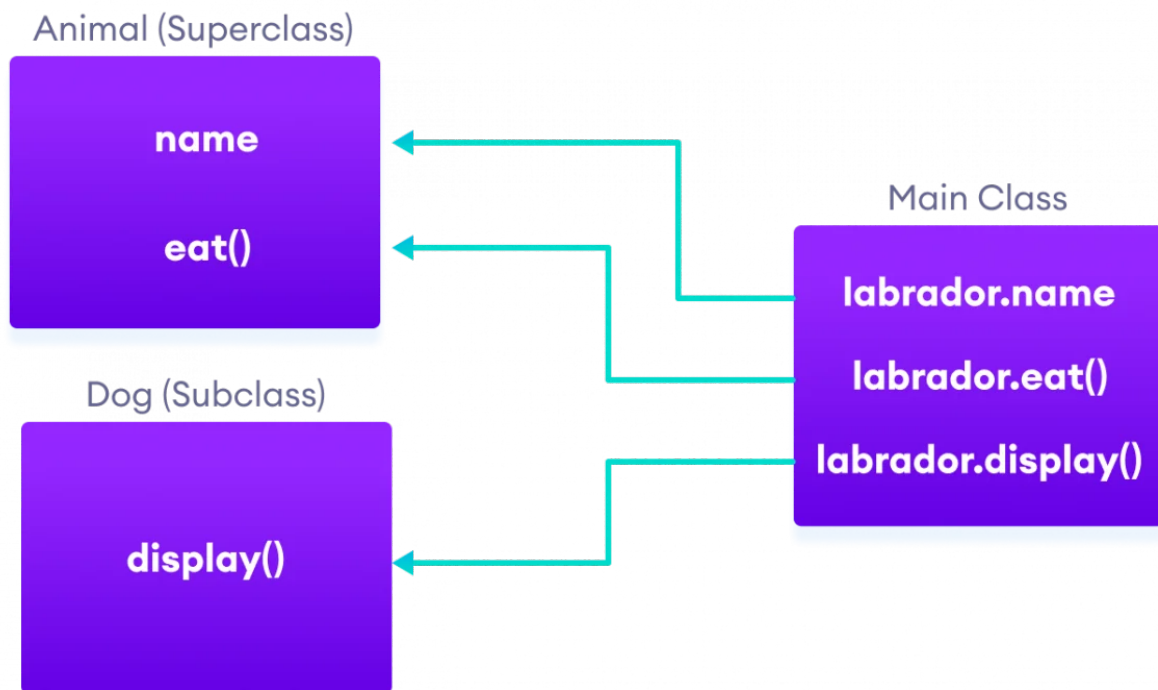 Animal (Superclass)
name
eat()
Dog (Subclass)
display()
Main Class
labrador.name
labrador.eat()
labrador.display()